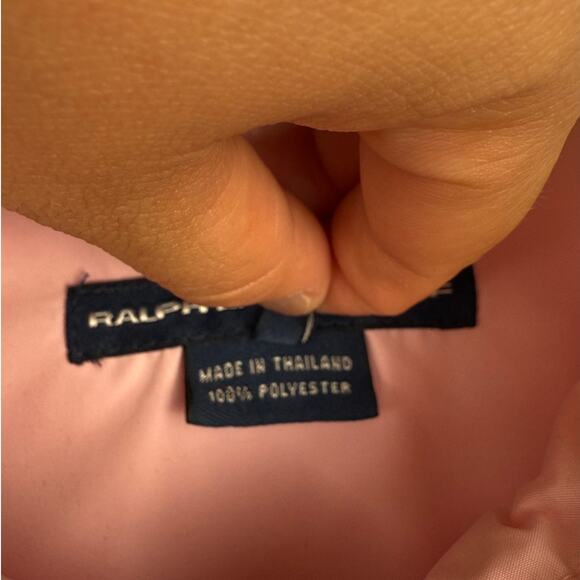 RALPH
MADE IN THAILAND
100% POLYESTER